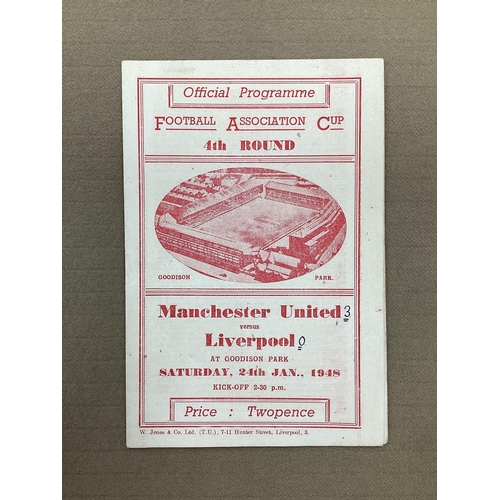 Official Programme
FOOTBALL ASSOCIATION CUP
4th ROUND
GOODISON PARK.
Manchester United 3
versus
Liverpool 0
AT GOODISON PARK
SATURDAY, 24th JAN., 1948
KICK-OFF 2-30 p.m.
Price : Twopence
W. Jones & Co. Ltd. (T.U.), 7-11 Hunter Street, Liverpool, 3.